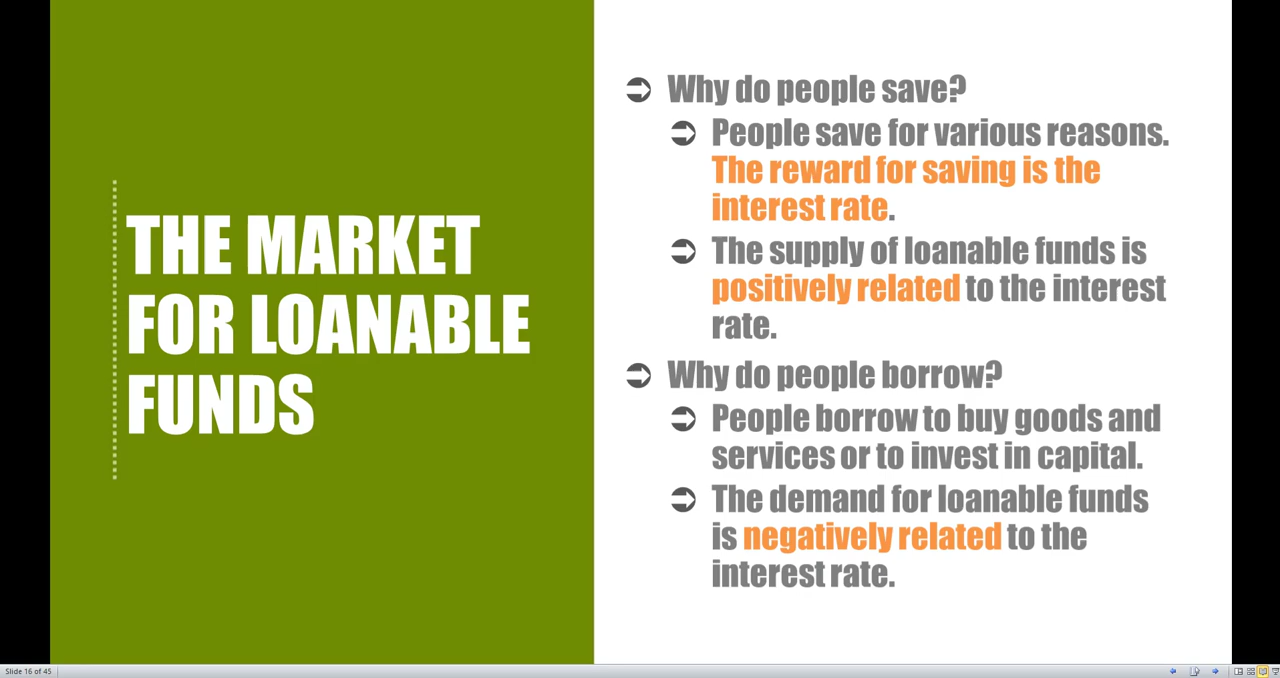 THE MARKET
FOR LOANABLE
FUNDS
Why do people save?
People save for various reasons.
The reward for saving is the
interest rate.
The supply of loanable funds is
positively related to the interest
rate.
Why do people borrow?
People borrow to buy goods and
services or to invest in capital.
The demand for loanable funds
is negatively related to the
interest rate.
Slide 16 of 45